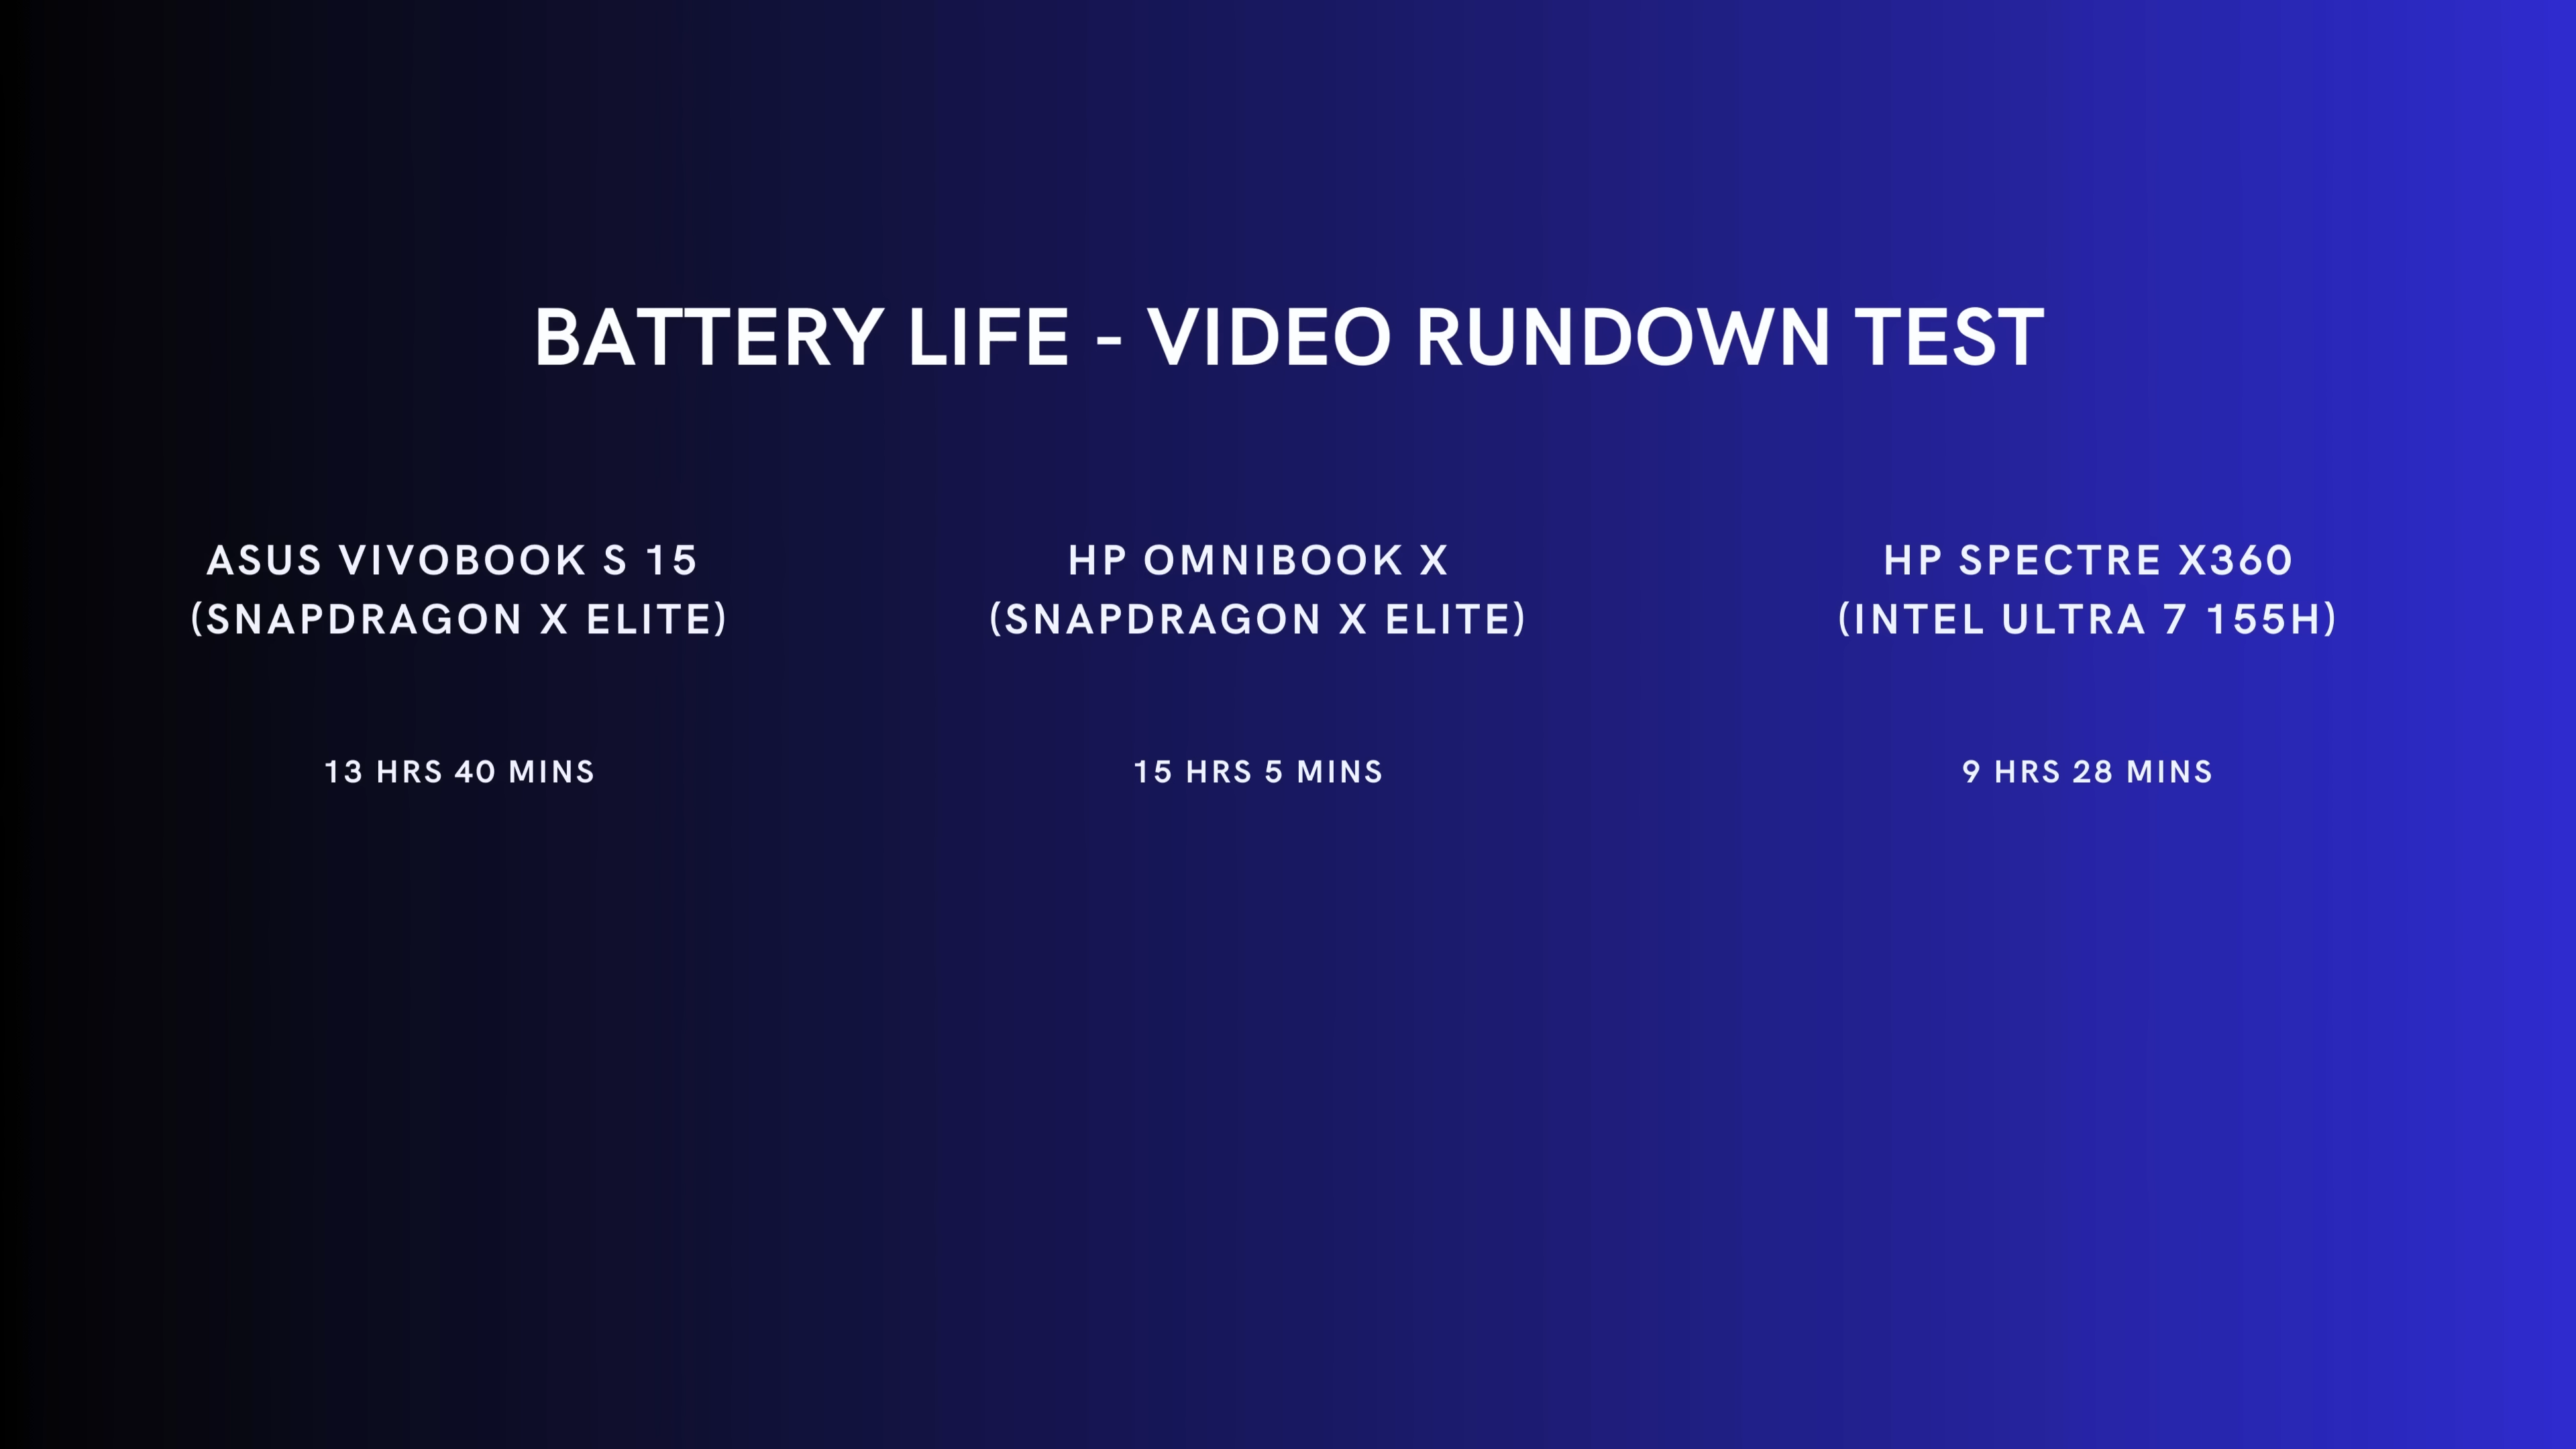 BATTERY LIFE - VIDEO RUNDOWN TEST
ASUS VIVOBOOK S 15
(SNAPDRAGON X ELITE)
13 HRS 40 MINS
HP OMNIBOOK X
(SNAPDRAGON X ELITE)
15 HRS 5 MINS
HP SPECTRE X360
(INTEL ULTRA 7 155H)
9 HRS 28 MINS